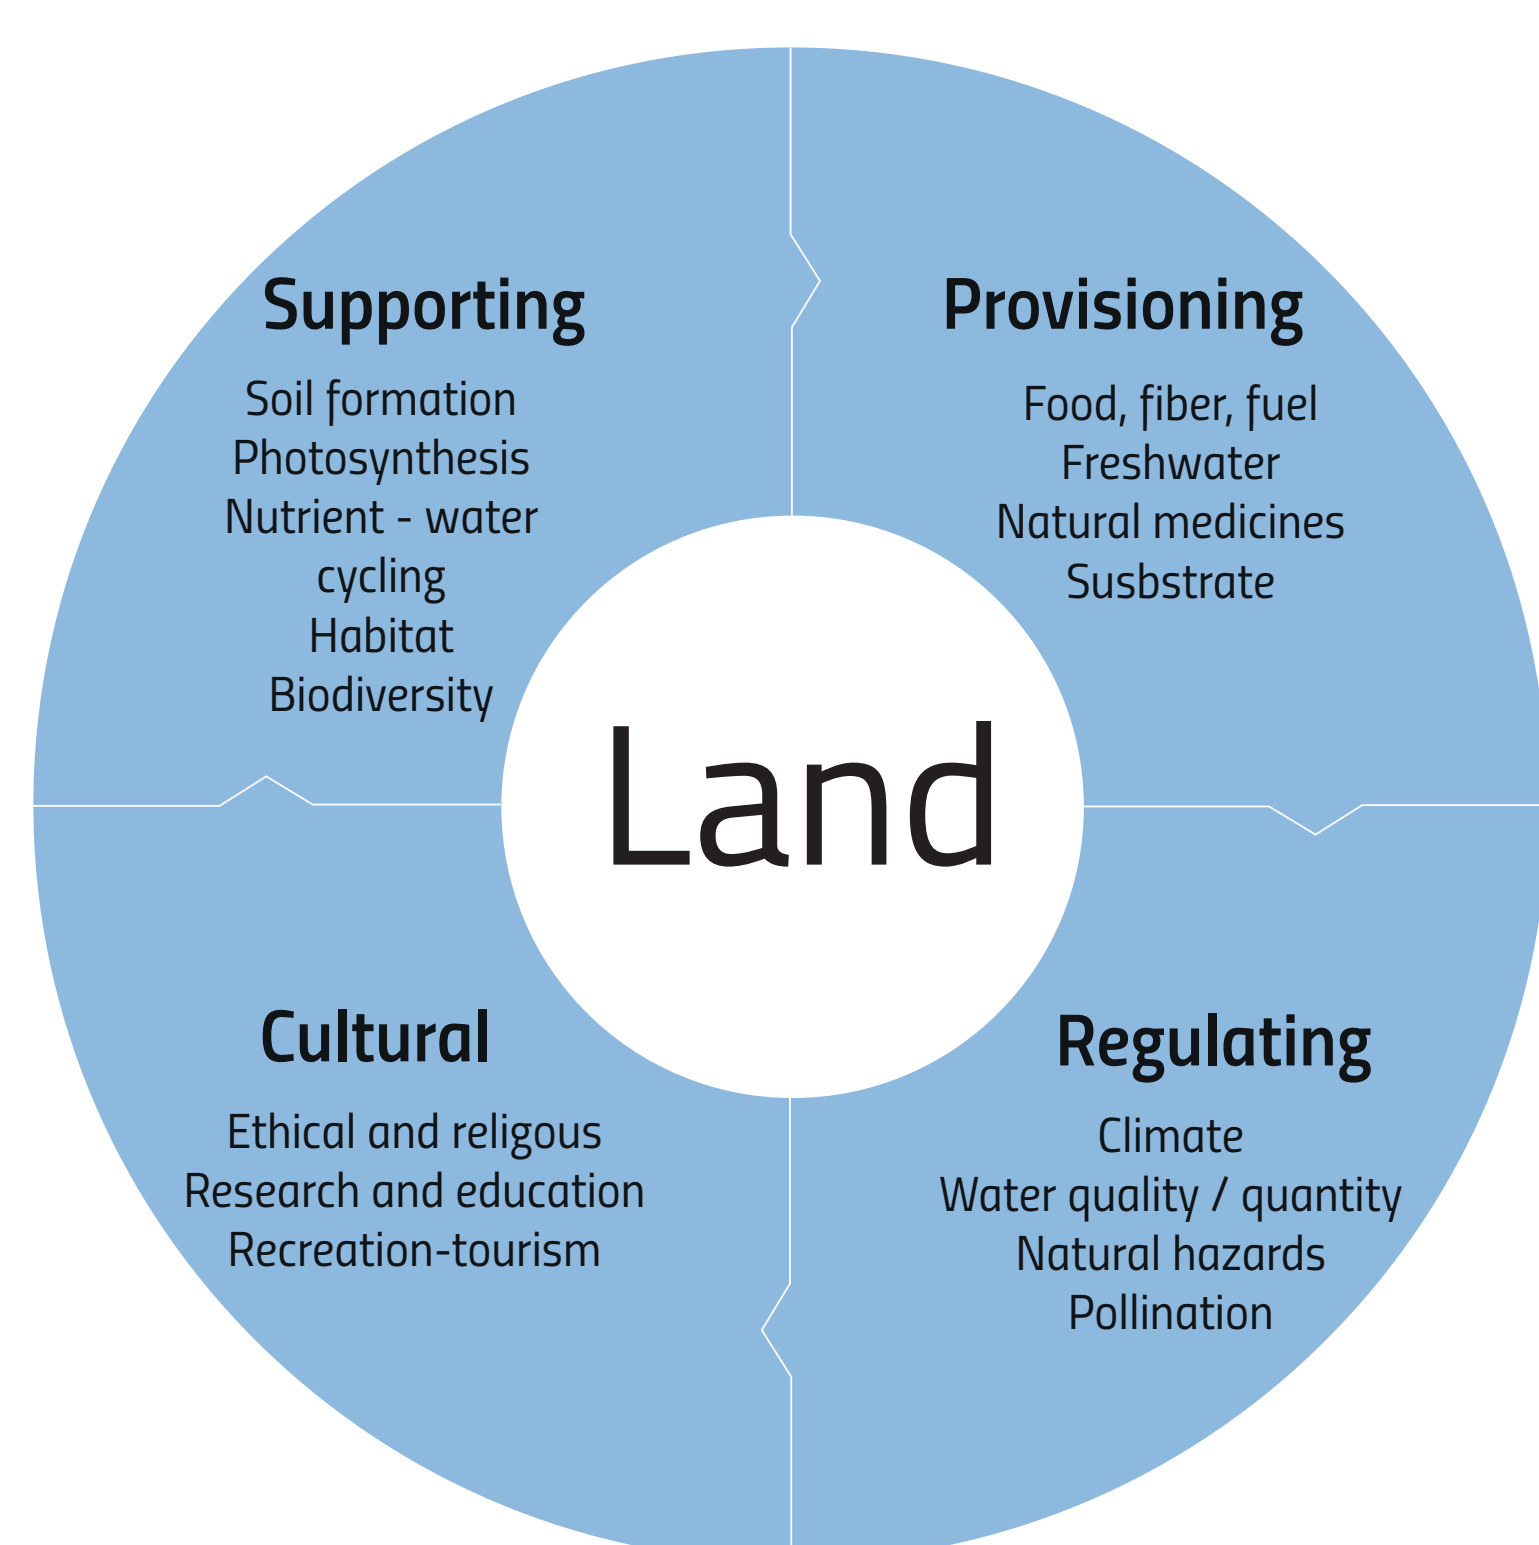 Supporting
Soil formation
Photosynthesis
Nutrient - water
cycling
Habitat
Biodiversity
Provisioning
Food, fiber, fuel
Freshwater
Natural medicines
Susbstrate
Land
Cultural
Ethical and religous
Research and education
Recreation-tourism
Regulating
Climate
Water quality / quantity
Natural hazards
Pollination